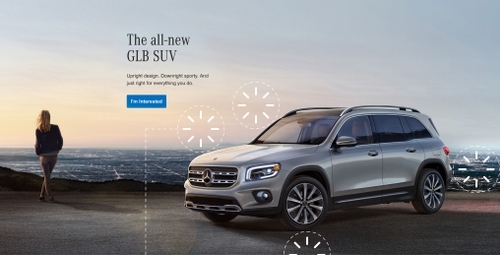 The all-new
GLB SUV
Upright design. Downright sporty. And
just right for everything you do.
I'm Interested